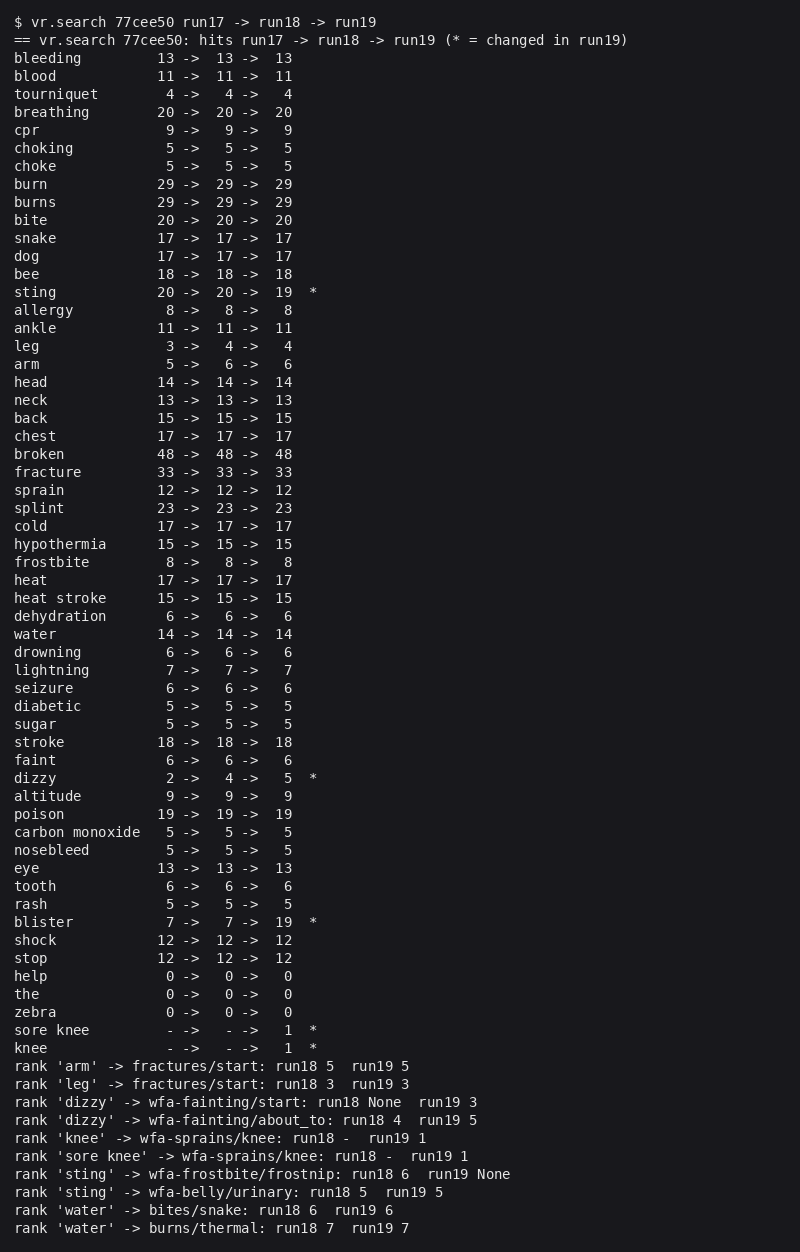 $ vr.search 77cee50 run17 -> run18 -> run19
== vr.search 77cee50: hits run17 -> run18 -> run19 (* = changed in run19)
bleeding         13 ->  13 ->  13
blood            11 ->  11 ->  11
tourniquet        4 ->   4 ->   4
breathing        20 ->  20 ->  20
cpr               9 ->   9 ->   9
choking           5 ->   5 ->   5
choke             5 ->   5 ->   5
burn             29 ->  29 ->  29
burns            29 ->  29 ->  29
bite             20 ->  20 ->  20
snake            17 ->  17 ->  17
dog              17 ->  17 ->  17
bee              18 ->  18 ->  18
sting            20 ->  20 ->  19  *
allergy           8 ->   8 ->   8
ankle            11 ->  11 ->  11
leg               3 ->   4 ->   4
arm               5 ->   6 ->   6
head             14 ->  14 ->  14
neck             13 ->  13 ->  13
back             15 ->  15 ->  15
chest            17 ->  17 ->  17
broken           48 ->  48 ->  48
fracture         33 ->  33 ->  33
sprain           12 ->  12 ->  12
splint           23 ->  23 ->  23
cold             17 ->  17 ->  17
hypothermia      15 ->  15 ->  15
frostbite         8 ->   8 ->   8
heat             17 ->  17 ->  17
heat stroke      15 ->  15 ->  15
dehydration       6 ->   6 ->   6
water            14 ->  14 ->  14
drowning          6 ->   6 ->   6
lightning         7 ->   7 ->   7
seizure           6 ->   6 ->   6
diabetic          5 ->   5 ->   5
sugar             5 ->   5 ->   5
stroke           18 ->  18 ->  18
faint             6 ->   6 ->   6
dizzy             2 ->   4 ->   5  *
altitude          9 ->   9 ->   9
poison           19 ->  19 ->  19
carbon monoxide   5 ->   5 ->   5
nosebleed         5 ->   5 ->   5
eye              13 ->  13 ->  13
tooth             6 ->   6 ->   6
rash              5 ->   5 ->   5
blister           7 ->   7 ->  19  *
shock            12 ->  12 ->  12
stop             12 ->  12 ->  12
help              0 ->   0 ->   0
the               0 ->   0 ->   0
zebra             0 ->   0 ->   0
sore knee         - ->   - ->   1  *
knee              - ->   - ->   1  *
rank 'arm' -> fractures/start: run18 5  run19 5
rank 'leg' -> fractures/start: run18 3  run19 3
rank 'dizzy' -> wfa-fainting/start: run18 None  run19 3
rank 'dizzy' -> wfa-fainting/about_to: run18 4  run19 5
rank 'knee' -> wfa-sprains/knee: run18 -  run19 1
rank 'sore knee' -> wfa-sprains/knee: run18 -  run19 1
rank 'sting' -> wfa-frostbite/frostnip: run18 6  run19 None
rank 'sting' -> wfa-belly/urinary: run18 5  run19 5
rank 'water' -> bites/snake: run18 6  run19 6
rank 'water' -> burns/thermal: run18 7  run19 7